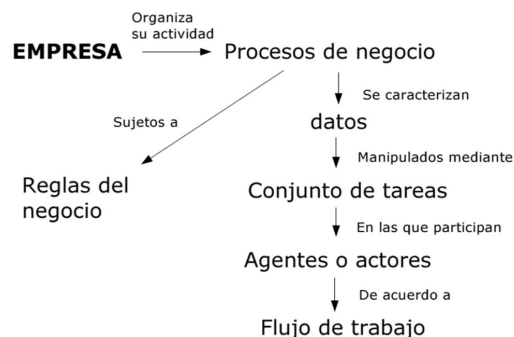 Organiza
su actividad
EMPRESA
Procesos de negocio
Se caracterizan
Sujetos a
datos
Manipulados mediante
Reglas del
negocio
Conjunto de tareas
En las que participan
Agentes o actores
De acuerdo a
Flujo de trabajo